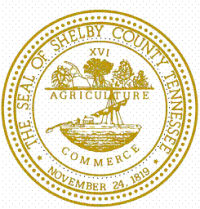 THE SEAL OF SHELBY COUNTY TENNESSEE
XVI
AGRICULTURE
COMMERCE
* NOVEMBER 24, 1819 *